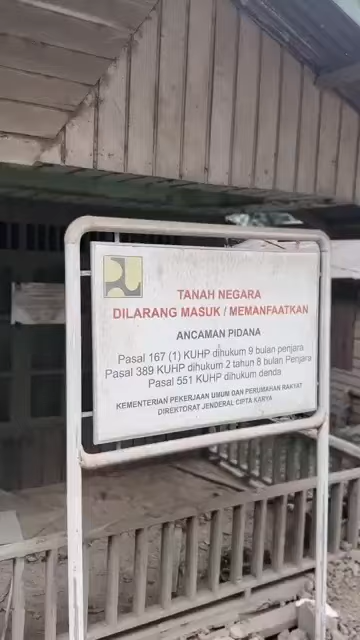 TANAH NEGARA
DILARANG MASUK / MEMANFAATKAN
ANCAMAN PIDANA
Pasal 167 (1) KUHP dihukum 9 bulan penjara
Pasal 389 KUHP dihukum 2 tahun 8 bulan Penjara
Pasal 551 KUHP dihukum denda
KEMENTERIAN PEKERJAAN UMUM DAN PERUMAHAN RAKYAT
DIREKTORAT JENDERAL CIPTA KARYA